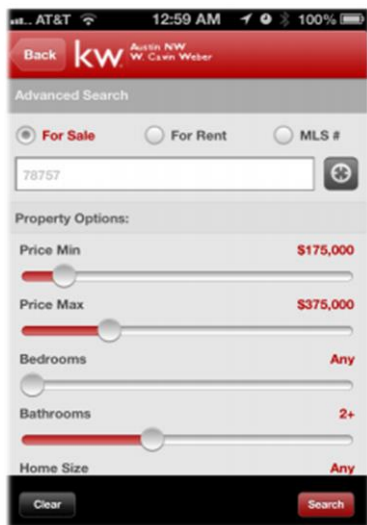 AT&T 12:59 AM 100%
Back kw Austin NW
W. Cavin Weber
Advanced Search
For Sale For Rent MLS #
78757
Property Options:
Price Min $175,000
Price Max $375,000
Bedrooms Any
Bathrooms 2+
Home Size Any
Clear Search